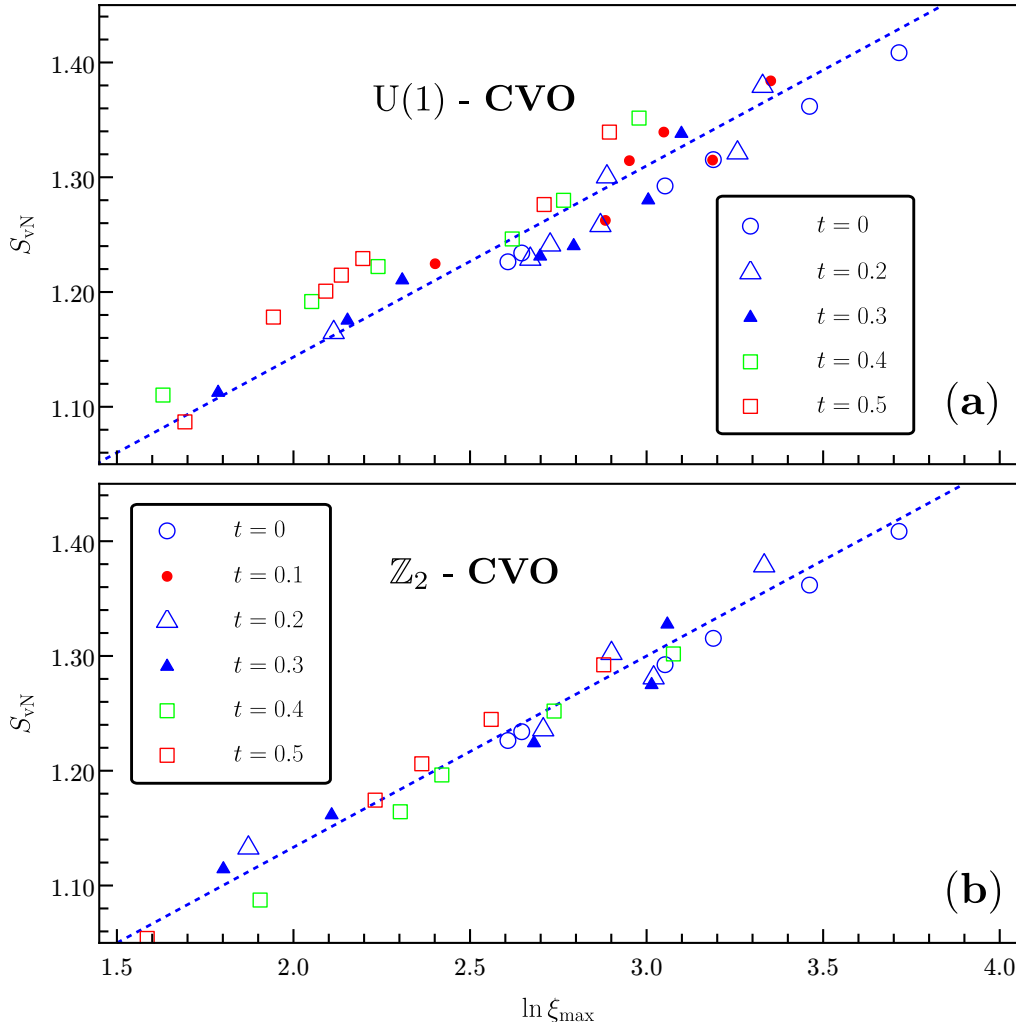 1.40
1.30
1.20
1.10
S_vN
U(1) - CVO
t = 0
t = 0.2
t = 0.3
t = 0.4
t = 0.5
(a)
1.40
1.30
1.20
1.10
S_vN
t = 0
t = 0.1
t = 0.2
t = 0.3
t = 0.4
t = 0.5
ℤ₂ - CVO
(b)
1.5 2.0 2.5 3.0 3.5 4.0
ln ξ_max